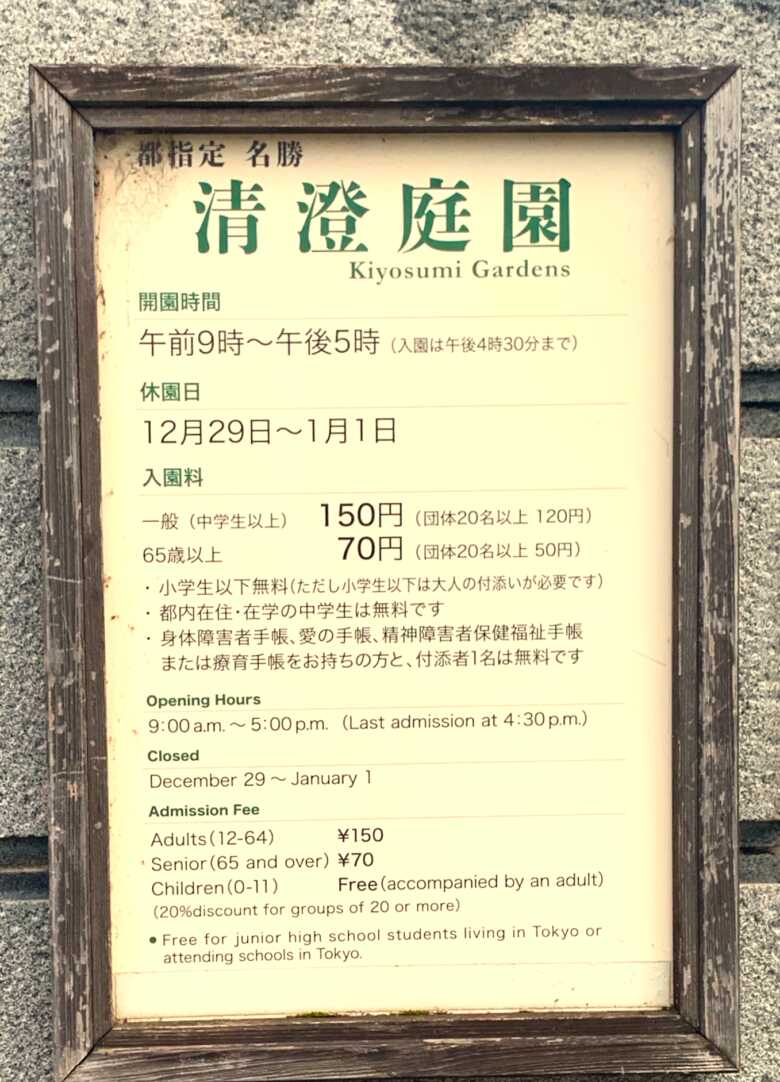 都指定 名勝
清澄庭園
Kiyosumi Gardens
開園時間
午前9時～午後5時（入園は午後4時30分まで）
休園日
12月29日～1月1日
入園料
一般（中学生以上） 150円（団体20名以上 120円）
65歳以上 70円（団体20名以上 50円）
・小学生以下無料(ただし小学生以下は大人の付添いが必要です)
・都内在住・在学の中学生は無料です
・身体障害者手帳、愛の手帳、精神障害者保健福祉手帳
または療育手帳をお持ちの方と、付添者1名は無料です
Opening Hours
9:00a.m.～5:00p.m. (Last admission at 4:30p.m.)
Closed
December 29～January 1
Admission Fee
Adults(12-64) ¥150
Senior(65 and over) ¥70
Children(0-11) Free(accompanied by an adult)
(20%discount for groups of 20 or more)
● Free for junior high school students living in Tokyo or
attending schools in Tokyo.